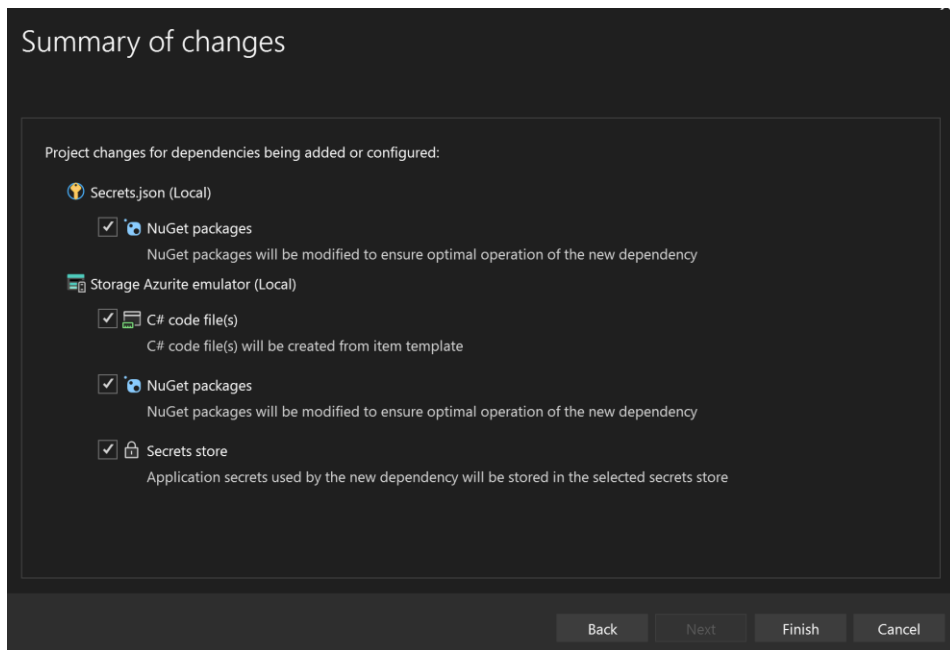 Summary of changes
Project changes for dependencies being added or configured:
Secrets.json (Local)
NuGet packages
NuGet packages will be modified to ensure optimal operation of the new dependency
Storage Azurite emulator (Local)
C# code file(s)
C# code file(s) will be created from item template
NuGet packages
NuGet packages will be modified to ensure optimal operation of the new dependency
Secrets store
Application secrets used by the new dependency will be stored in the selected secrets store
Back Next Finish Cancel